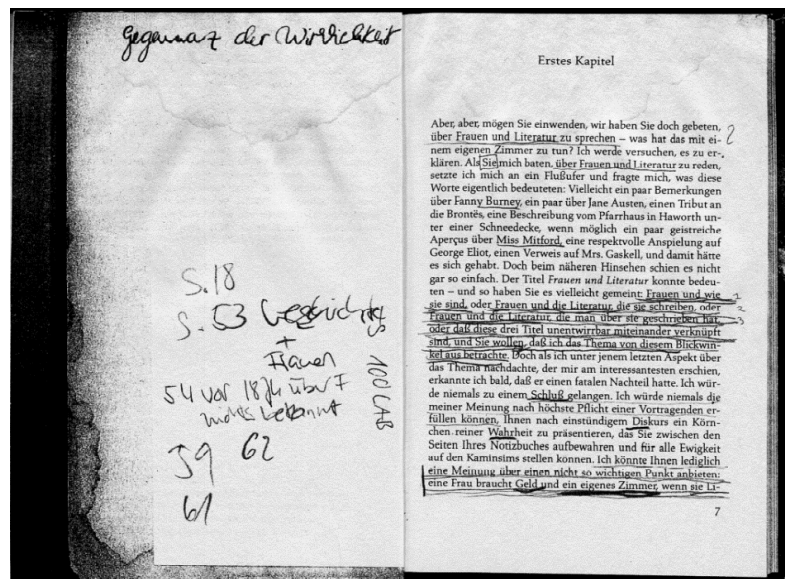 Gegenwart der Wirklichkeit
S. 18
S. 53 Geschichte
+
Frauen
54 vor 18 Jh über F
nichts bekannt
59 62
61
Erstes Kapitel
Aber, aber, mögen Sie einwenden, wir haben Sie doch gebeten,
über Frauen und Literatur zu sprechen – was hat das mit ei-
nem eigenen Zimmer zu tun? Ich werde versuchen, es zu er-
klären. Als Sie mich baten, über Frauen und Literatur zu reden,
setzte ich mich an ein Flußufer und fragte mich, was diese
Worte eigentlich bedeuteten: Vielleicht ein paar Bemerkungen
über Fanny Burney, ein paar über Jane Austen, einen Tribut an
die Brontës, eine Beschreibung vom Pfarrhaus in Haworth un-
ter einer Schneedecke, wenn möglich ein paar geistreiche
Aperçus über Miss Mitford, eine respektvolle Anspielung auf
George Eliot, einen Verweis auf Mrs. Gaskell, und damit hätte
es sich gehabt. Doch beim näheren Hinsehen schien es nicht
gar so einfach. Der Titel Frauen und Literatur konnte bedeu-
ten – und so haben Sie es vielleicht gemeint: Frauen und wie 1
sie sind, oder Frauen und die Literatur, die sie schreiben, oder 2
Frauen und die Literatur, die man über sie geschrieben hat, 3
oder daß diese drei Titel unentwirrbar miteinander verknüpft
sind, und Sie wollen, daß ich das Thema von diesem Blickwin-
kel aus betrachte. Doch als ich unter jenem letzten Aspekt über
das Thema nachdachte, der mir am interessantesten erschien,
erkannte ich bald, daß er einen fatalen Nachteil hatte. Ich wür-
de niemals zu einem Schluß gelangen. Ich würde niemals die
meiner Meinung nach höchste Pflicht einer Vortragenden er-
füllen können, Ihnen nach einstündigem Diskurs ein Körn-
chen reiner Wahrheit zu präsentieren, das Sie zwischen den
Seiten Ihres Notizbuches aufbewahren und für alle Ewigkeit
auf den Kaminsims stellen können. Ich könnte Ihnen lediglich
eine Meinung über einen nicht so wichtigen Punkt anbieten:
eine Frau braucht Geld und ein eigenes Zimmer, wenn sie Li-
7